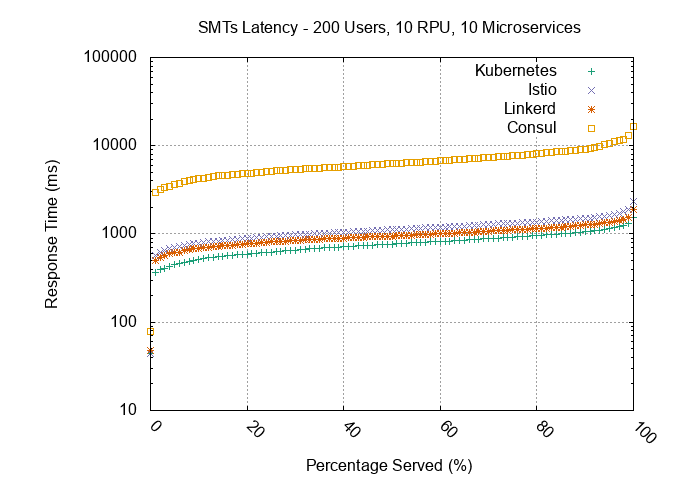 SMTs Latency - 200 Users, 10 RPU, 10 Microservices
100000
10000
1000
100
10
Response Time (ms)
Kubernetes
Istio
Linkerd
Consul
0
20
40
60
80
100
Percentage Served (%)